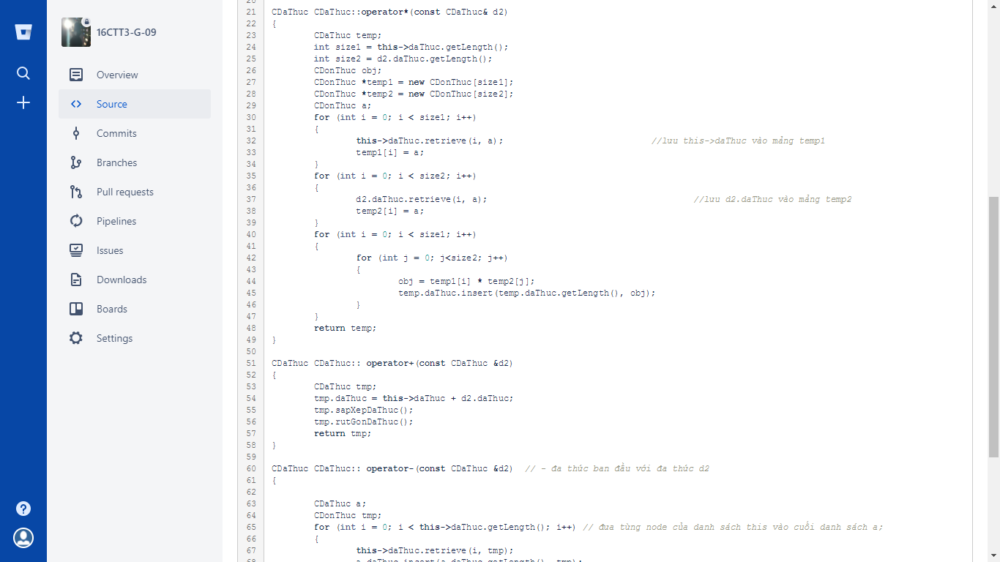 16CTT3-G-09
Overview
Source
Commits
Branches
Pull requests
Pipelines
Issues
Downloads
Boards
Settings
21 CDaThuc CDaThuc::operator*(const CDaThuc& d2)
22 {
23 CDaThuc temp;
24 int size1 = this->daThuc.getLength();
25 int size2 = d2.daThuc.getLength();
26 CDonThuc obj;
27 CDonThuc *temp1 = new CDonThuc[size1];
28 CDonThuc *temp2 = new CDonThuc[size2];
29 CDonThuc a;
30 for (int i = 0; i < size1; i++)
31 {
32 this->daThuc.retrieve(i, a); //lưu this->daThuc vào mảng temp1
33 temp1[i] = a;
34 }
35 for (int i = 0; i < size2; i++)
36 {
37 d2.daThuc.retrieve(i, a); //lưu d2.daThuc vào mảng temp2
38 temp2[i] = a;
39 }
40 for (int i = 0; i < size1; i++)
41 {
42 for (int j = 0; j<size2; j++)
43 {
44 obj = temp1[i] * temp2[j];
45 temp.daThuc.insert(temp.daThuc.getLength(), obj);
46 }
47 }
48 return temp;
49 }
50
51 CDaThuc CDaThuc:: operator+(const CDaThuc &d2)
52 {
53 CDaThuc tmp;
54 tmp.daThuc = this->daThuc + d2.daThuc;
55 tmp.sapXepDaThuc();
56 tmp.rutGonDaThuc();
57 return tmp;
58 }
59
60 CDaThuc CDaThuc:: operator-(const CDaThuc &d2) // - đa thức ban đầu với đa thức d2
61 {
62
63 CDaThuc a;
64 CDonThuc tmp;
65 for (int i = 0; i < this->daThuc.getLength(); i++) // đưa từng node của danh sách this vào cuối danh sách a;
66 {
67 this->daThuc.retrieve(i, tmp);